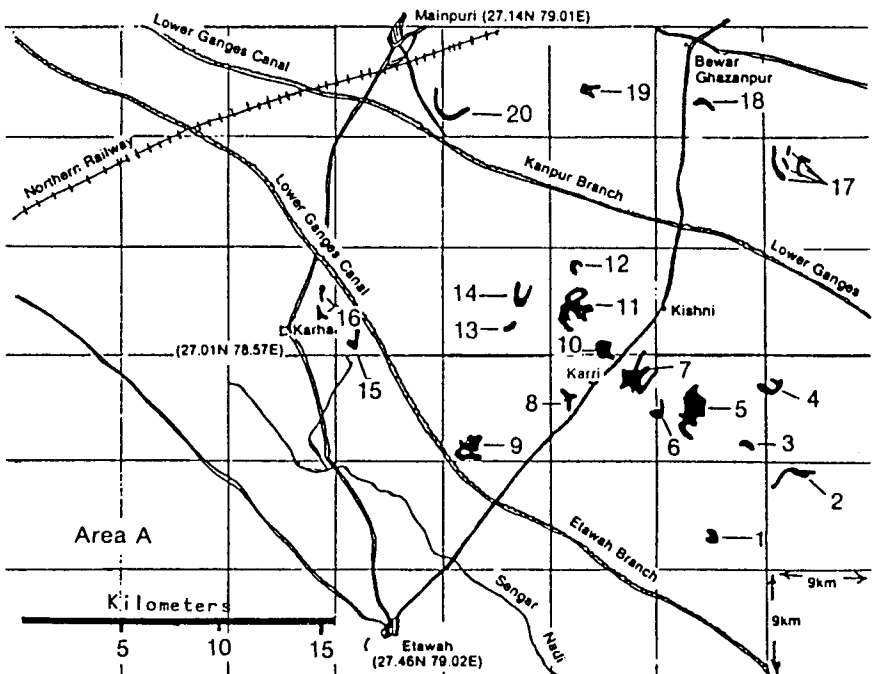 Mainpuri (27.14N 79.01E)
Lower Ganges Canal
Bewar
Ghazanpur
19
18
20
Northern Railway
Kanpur Branch
17
Lower Ganges Canal
Lower Ganges
12
14
11
16
Kishni
13
Karha
10
(27.01N 78.57E)
15
Karri
7
8
4
5
6
3
9
2
Area A
1
Etawah Branch
9km
Kilometers
Sengar
Nadi
9km
5
10
15
Etawah
(27.46N 79.02E)